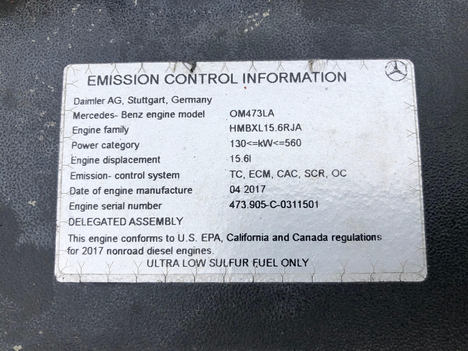 EMISSION CONTROL INFORMATION
Daimler AG, Stuttgart, Germany
Mercedes- Benz engine model OM473LA
Engine family HMBXL15.6RJA
Power category 130<=kW<=560
Engine displacement 15.6l
Emission- control system TC, ECM, CAC, SCR, OC
Date of engine manufacture 04 2017
Engine serial number 473.905-C-0311501
DELEGATED ASSEMBLY
This engine conforms to U.S. EPA, California and Canada regulations
for 2017 nonroad diesel engines.
ULTRA LOW SULFUR FUEL ONLY